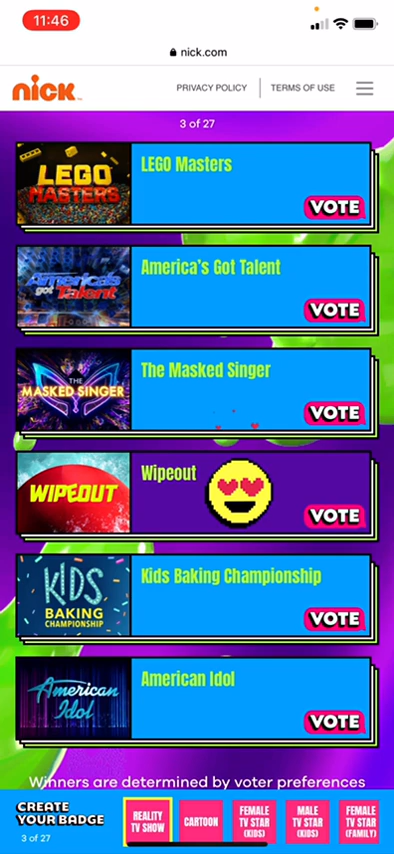 11:46
nick.com
nick
PRIVACY POLICY
TERMS OF USE
3 of 27
LEGO MASTERS
LEGO Masters
VOTE
America's got Talent
America's Got Talent
VOTE
THE MASKED SINGER
The Masked Singer
VOTE
WIPEOUT
Wipeout
VOTE
KIDS BAKING CHAMPIONSHIP
Kids Baking Championship
VOTE
American Idol
American Idol
VOTE
Winners are determined by voter preferences
CREATE
YOUR BADGE
3 of 27
REALITY
TV SHOW
CARTOON
FEMALE
TV STAR
(KIDS)
MALE
TV STAR
(KIDS)
FEMALE
TV STAR
(FAMILY)